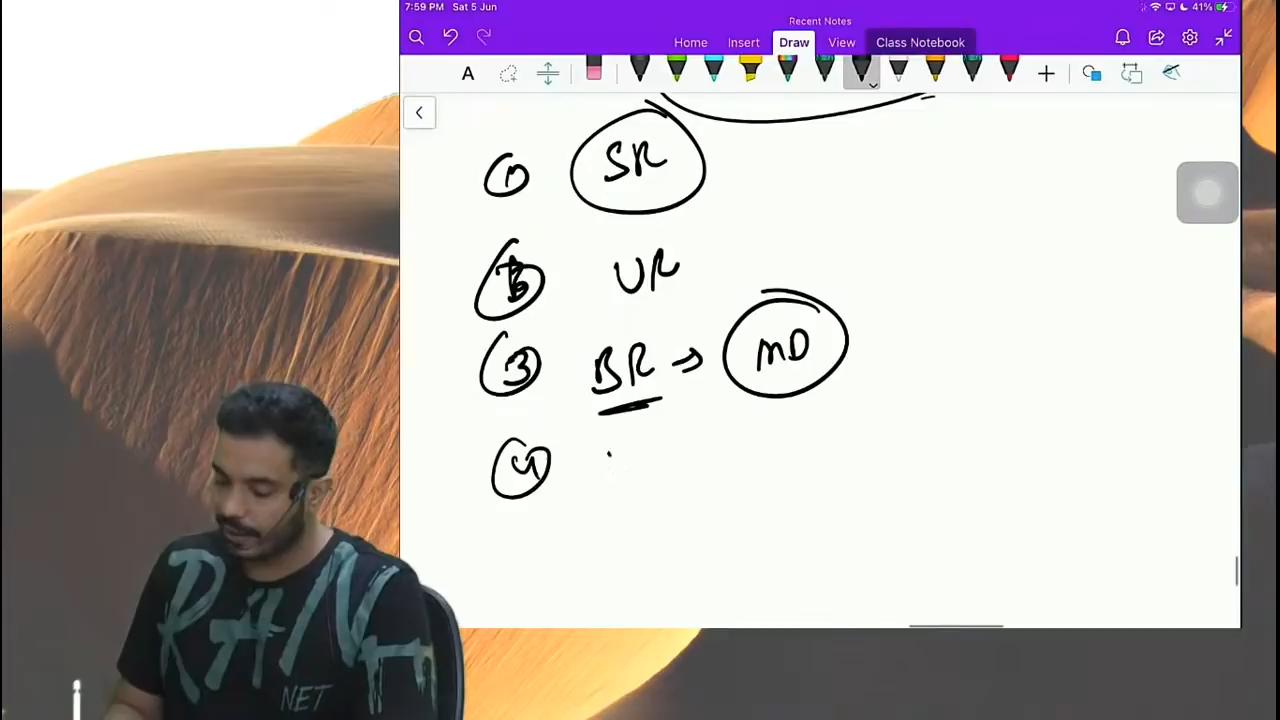 7:59 PM Sat 5 Jun
41%
Recent Notes
Home Insert Draw View Class Notebook
A
1 SR
UR
3 BR → MD
4
RANH
NET